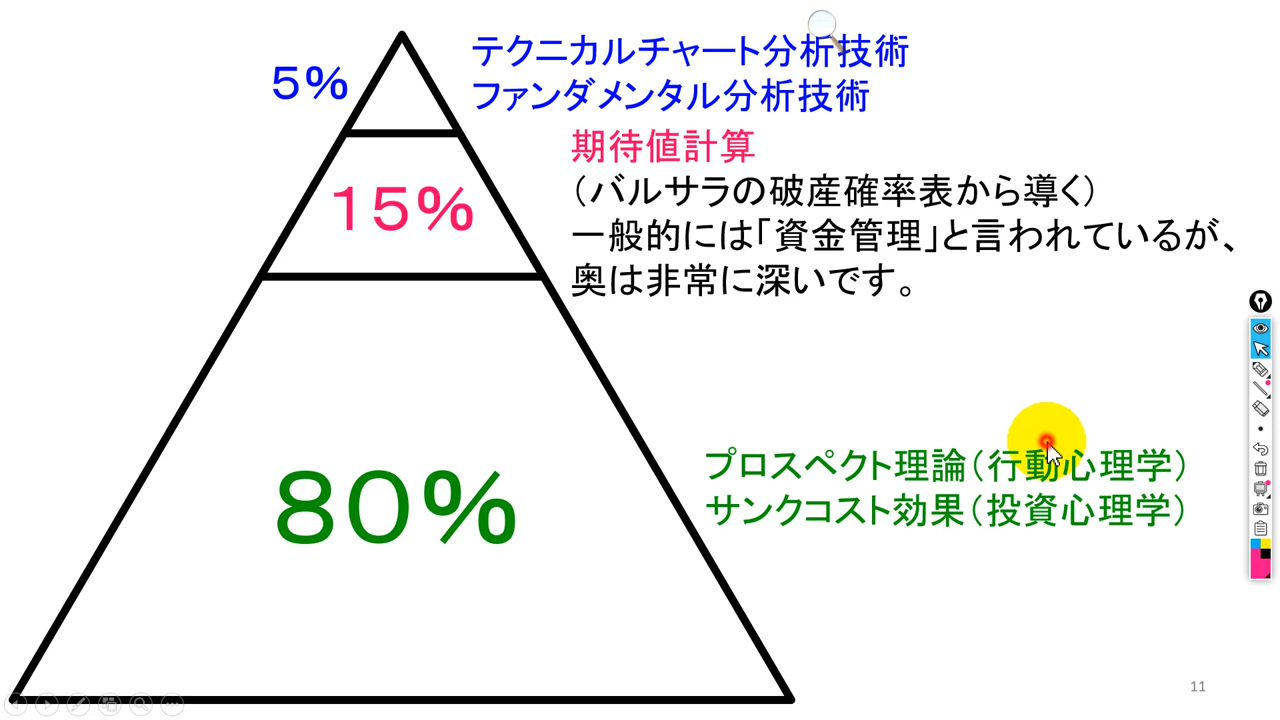 5%
テクニカルチャート分析技術
ファンダメンタル分析技術
15%
期待値計算
（バルサラの破産確率表から導く）
一般的には「資金管理」と言われているが、
奥は非常に深いです。
80%
プロスペクト理論（行動心理学）
サンクコスト効果（投資心理学）
11